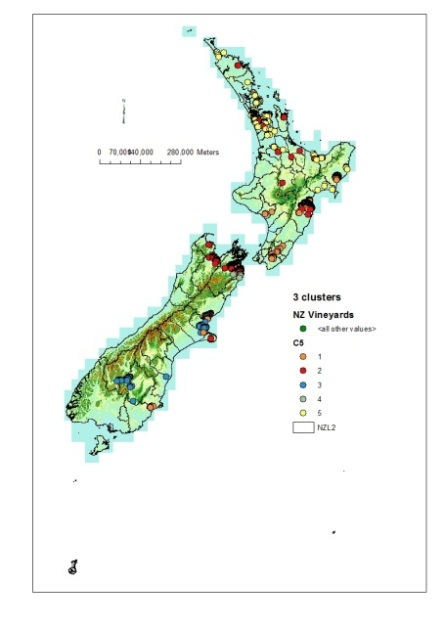 0 70,000140,000 280,000 Meters
3 clusters
NZ Vineyards
<all other values>
C5
1
2
3
4
5
NZL2